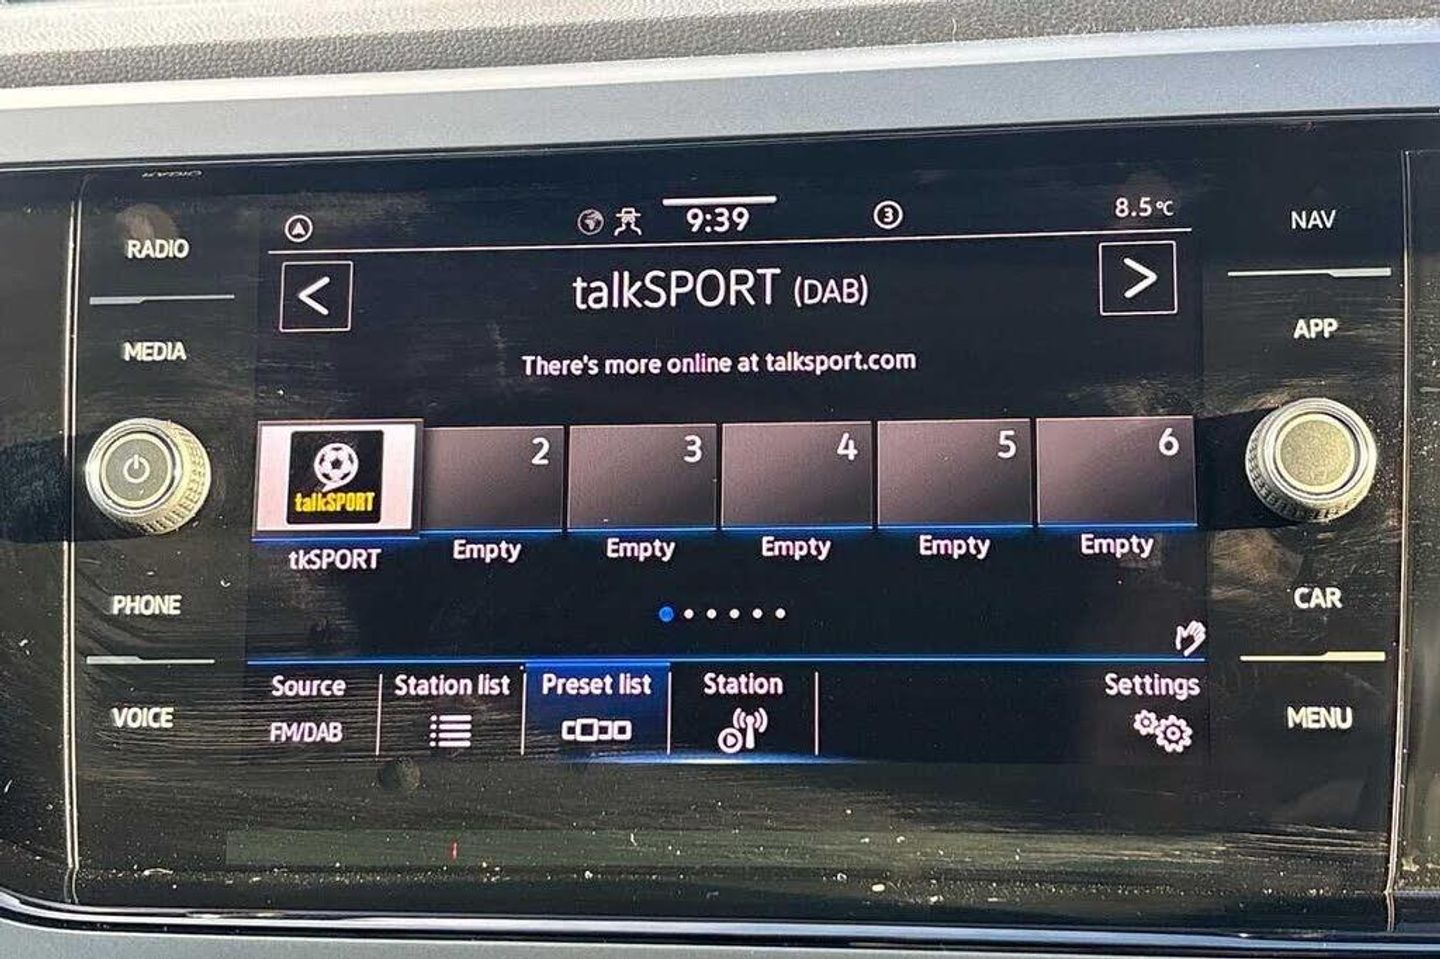 9:39
3
8.5°C
RADIO
MEDIA
PHONE
VOICE
NAV
APP
CAR
MENU
<
talkSPORT (DAB)
>
There's more online at talksport.com
talkSPORT
2
3
4
5
6
tkSPORT
Empty
Empty
Empty
Empty
Empty
Source
Station list
Preset list
Station
Settings
FM/DAB